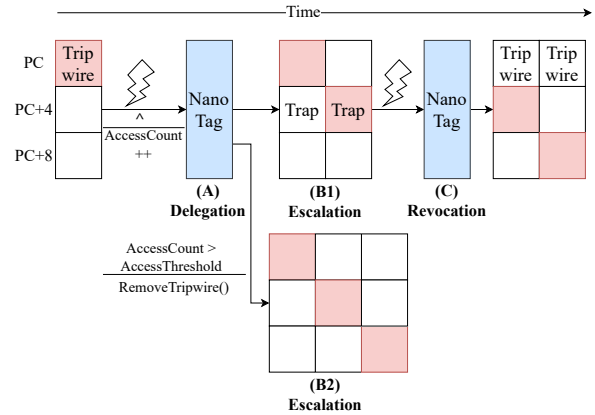 Time
PC
PC+4
PC+8
Trip
wire
^
AccessCount
++
Nano
Tag
(A)
Delegation
Trap
Trap
(B1)
Escalation
Nano
Tag
(C)
Revocation
Trip
wire
Trip
wire
AccessCount >
AccessThreshold
RemoveTripwire()
(B2)
Escalation